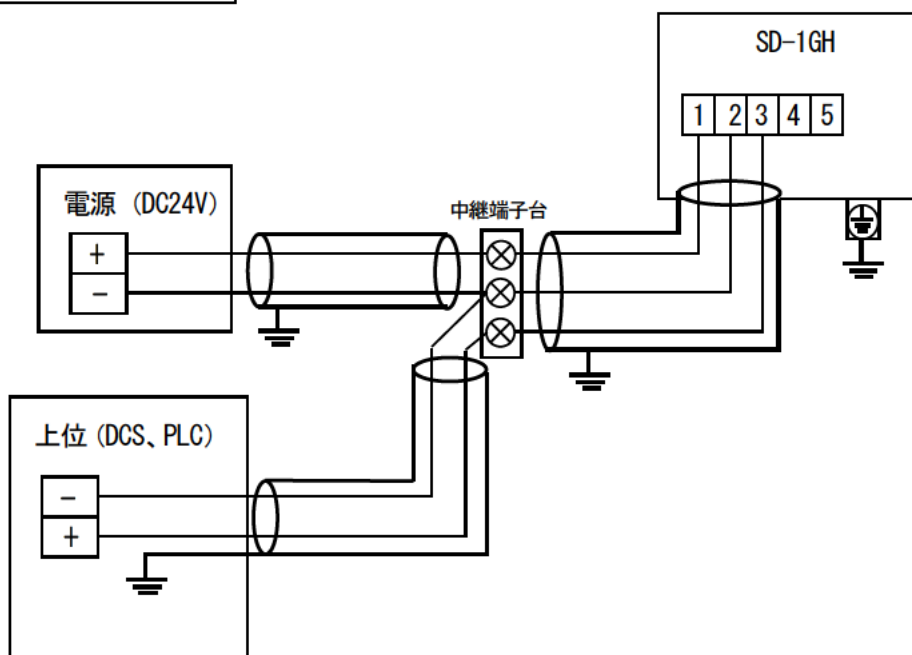 SD-1GH
1 2 3 4 5
電源 (DC24V)
+
-
中継端子台
上位 (DCS、PLC)
-
+